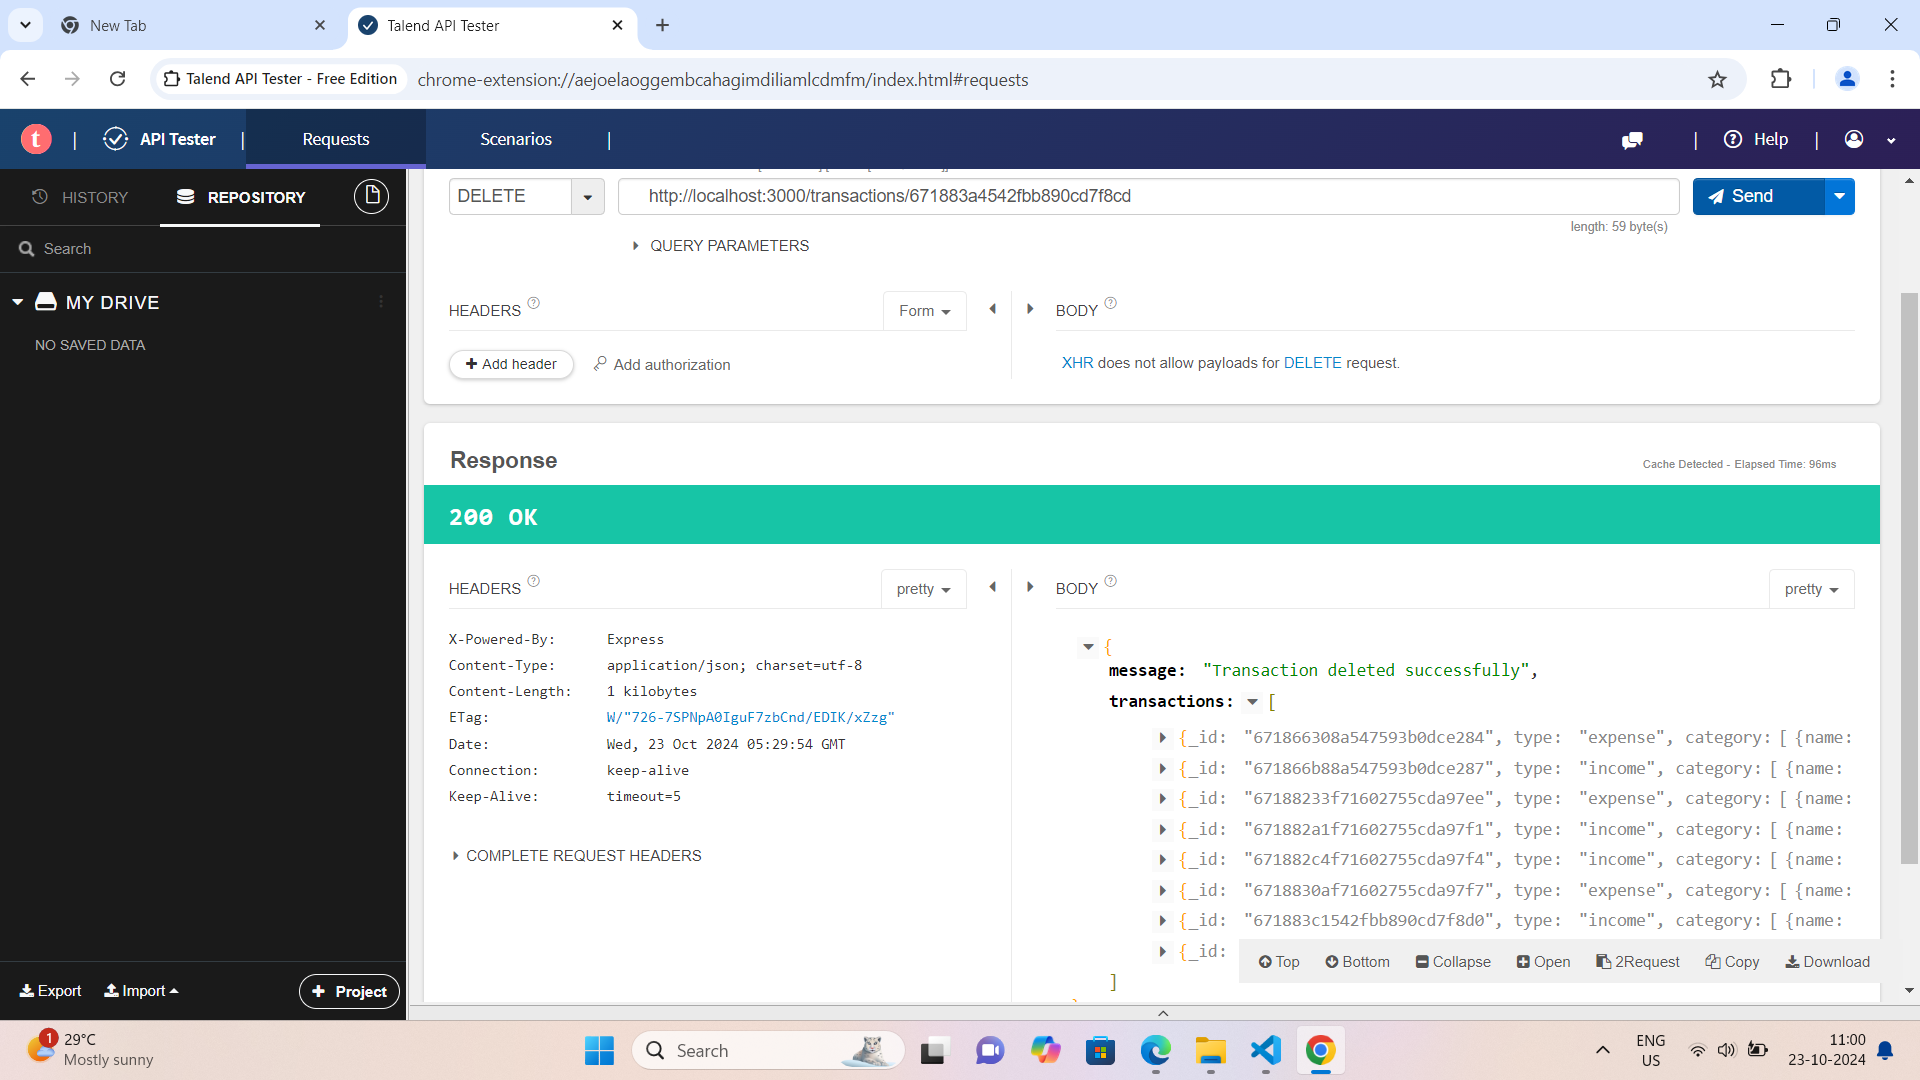 New Tab
Talend API Tester
Talend API Tester - Free Edition
chrome-extension://aejoelaoggembcahagimdiliamlcdmfm/index.html#requests
t | API Tester | Requests Scenarios | | Help |
HISTORY REPOSITORY
Search
MY DRIVE
NO SAVED DATA
DELETE http://localhost:3000/transactions/671883a4542fbb890cd7f8cd Send
length: 59 byte(s)
QUERY PARAMETERS
HEADERS ? Form
BODY ?
+ Add header Add authorization
XHR does not allow payloads for DELETE request.
Response
Cache Detected - Elapsed Time: 96ms
200 OK
HEADERS ? pretty
BODY ? pretty
X-Powered-By: Express
Content-Type: application/json; charset=utf-8
Content-Length: 1 kilobytes
ETag: W/"726-7SPNpA0IguF7zbCnd/EDIK/xZzg"
Date: Wed, 23 Oct 2024 05:29:54 GMT
Connection: keep-alive
Keep-Alive: timeout=5
COMPLETE REQUEST HEADERS
{
message: "Transaction deleted successfully",
transactions: [
{_id: "671866308a547593b0dce284", type: "expense", category: [ {name:
{_id: "671866b88a547593b0dce287", type: "income", category: [ {name:
{_id: "67188233f71602755cda97ee", type: "expense", category: [ {name:
{_id: "671882a1f71602755cda97f1", type: "income", category: [ {name:
{_id: "671882c4f71602755cda97f4", type: "income", category: [ {name:
{_id: "6718830af71602755cda97f7", type: "expense", category: [ {name:
{_id: "671883c1542fbb890cd7f8d0", type: "income", category: [ {name:
{_id:
]
Top Bottom Collapse Open 2Request Copy Download
Export Import + Project
1
29°C
Mostly sunny
Search
ENG
US
11:00
23-10-2024